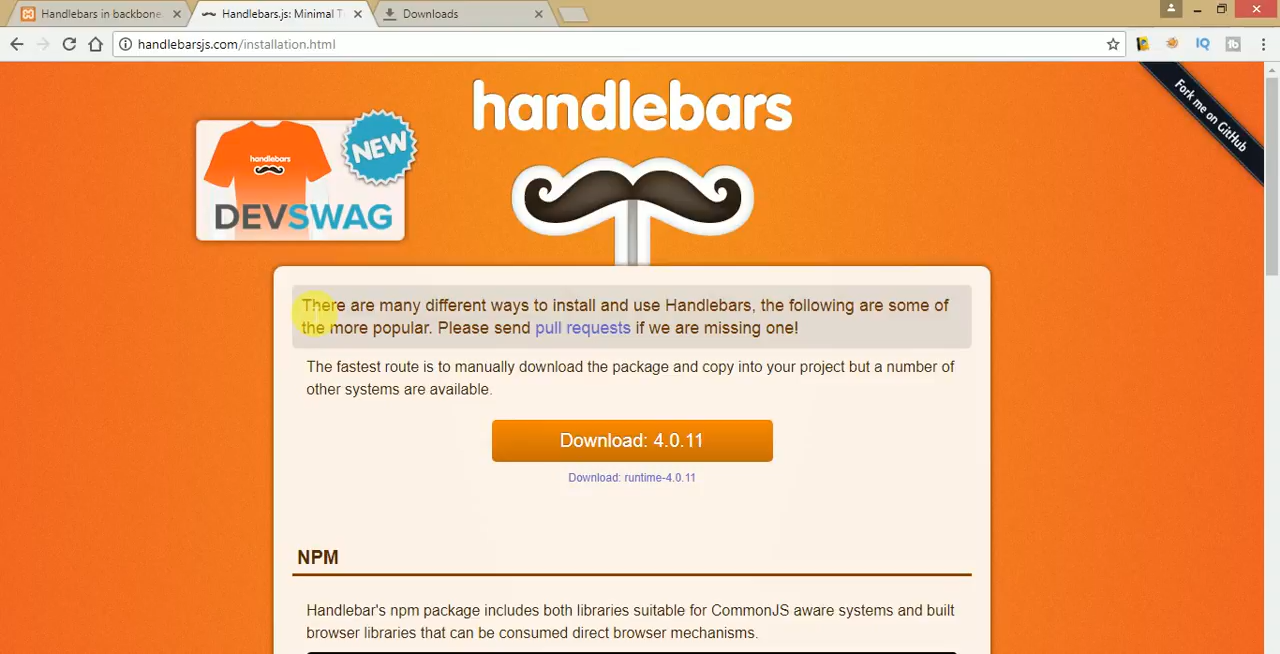 Handlebars in backbone
Handlebars.js: Minimal T
Downloads
handlebarsjs.com/installation.html
IQ
handlebars
Fork me on GitHub
handlebars
NEW
DEVSWAG
There are many different ways to install and use Handlebars, the following are some of
the more popular. Please send pull requests if we are missing one!
The fastest route is to manually download the package and copy into your project but a number of
other systems are available.
Download: 4.0.11
Download: runtime-4.0.11
NPM
Handlebar's npm package includes both libraries suitable for CommonJS aware systems and built
browser libraries that can be consumed direct browser mechanisms.